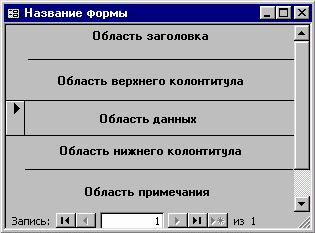 Название формы
Область заголовка
Область верхнего колонтитула
Область данных
Область нижнего колонтитула
Область примечания
Запись: 1 из 1